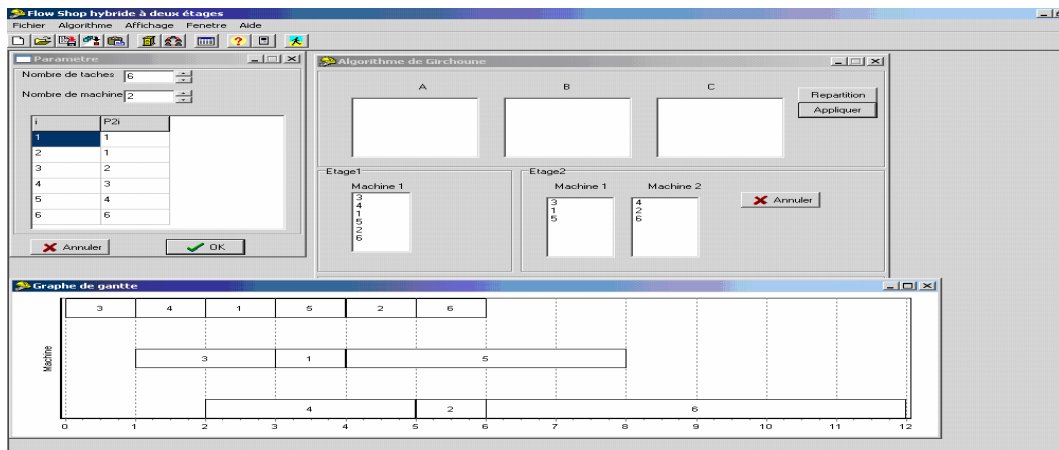 Flow Shop hybride à deux étages
Fichier Algorithme Affichage Fenetre Aide
Parametre
Nombre de taches 6
Nombre de machine 2
i P2i
1 1
2 1
3 2
4 3
5 4
6 6
Annuler OK
Algorithme de Girchoune
A B C
Repartition
Appliquer
Etage1
Machine 1
3
4
1
5
2
6
Etage2
Machine 1 Machine 2
3 4
1 2
5 6
Annuler
Graphe de gantte
Machine
3 4 1 5 2 6
3 1 5
4 2 6
0 1 2 3 4 5 6 7 8 9 10 11 12